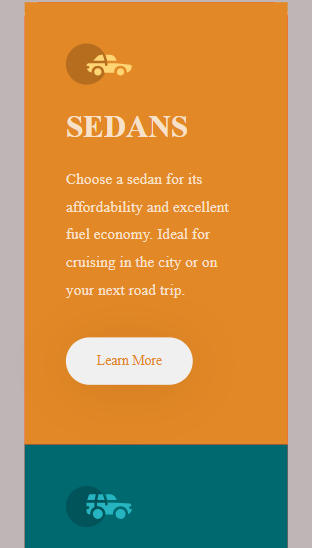 SEDANS
Choose a sedan for its
affordability and excellent
fuel economy. Ideal for
cruising in the city or on
your next road trip.
Learn More